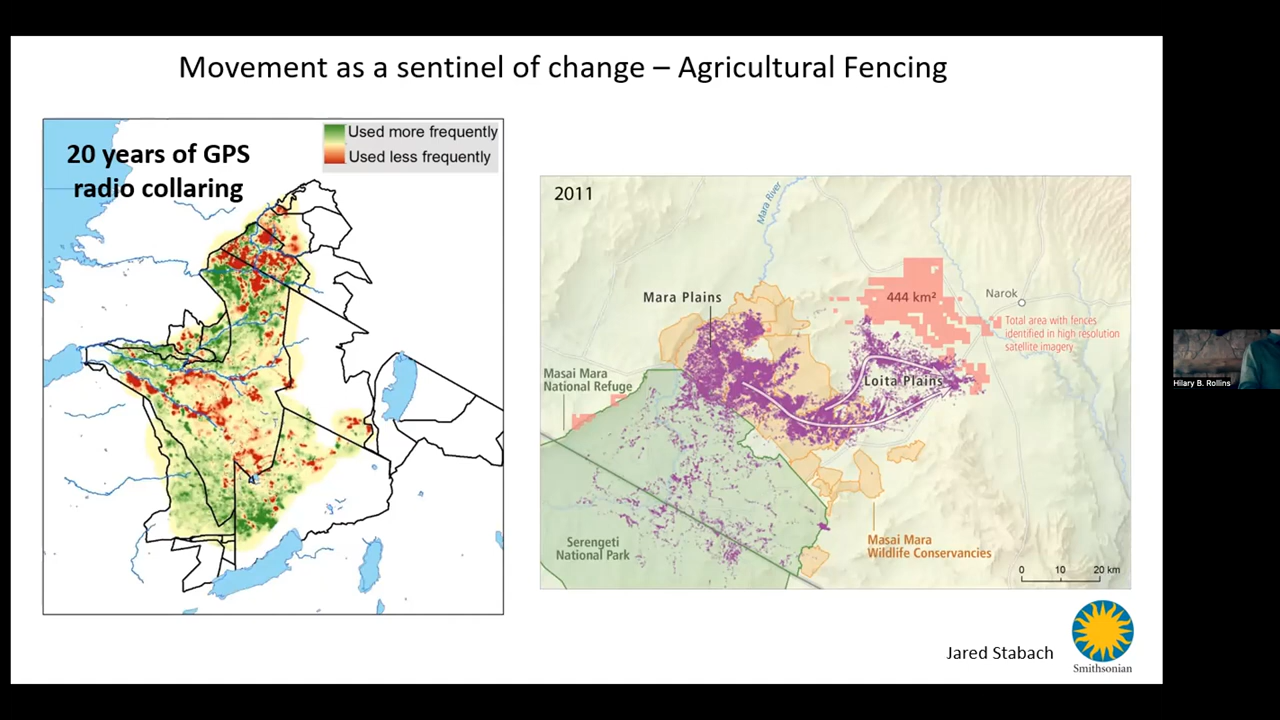 Movement as a sentinel of change – Agricultural Fencing
20 years of GPS
radio collaring
Used more frequently
Used less frequently
2011
Mara River
Mara Plains
444 km²
Narok
Total area with fences
identified in high resolution
satellite imagery
Masai Mara
National Refuge
Loita Plains
Serengeti
National Park
Masai Mara
Wildlife Conservancies
0 10 20 km
Jared Stabach
Smithsonian
Hilary B. Rollins